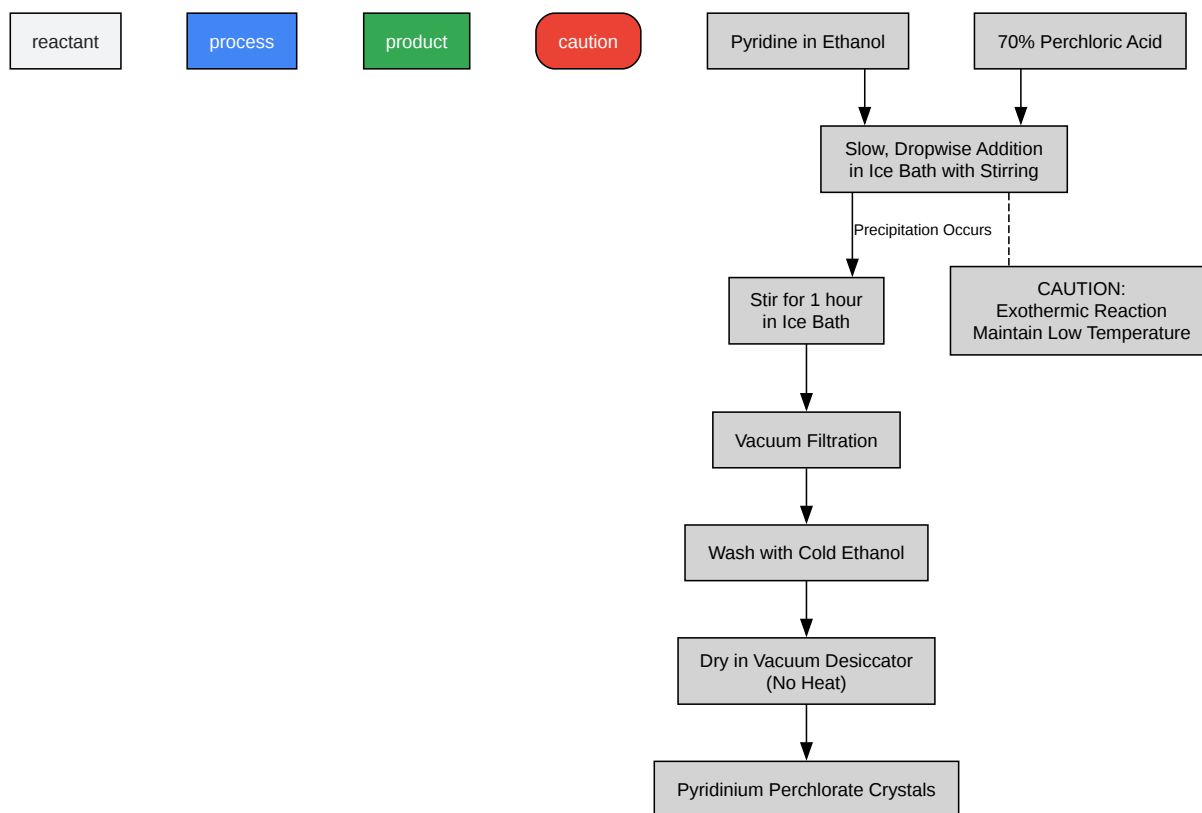 reactant
process
product
caution
Pyridine in Ethanol
70% Perchloric Acid
Slow, Dropwise Addition
in Ice Bath with Stirring
Precipitation Occurs
Stir for 1 hour
in Ice Bath
CAUTION:
Exothermic Reaction
Maintain Low Temperature
Vacuum Filtration
Wash with Cold Ethanol
Dry in Vacuum Desiccator
(No Heat)
Pyridinium Perchlorate Crystals